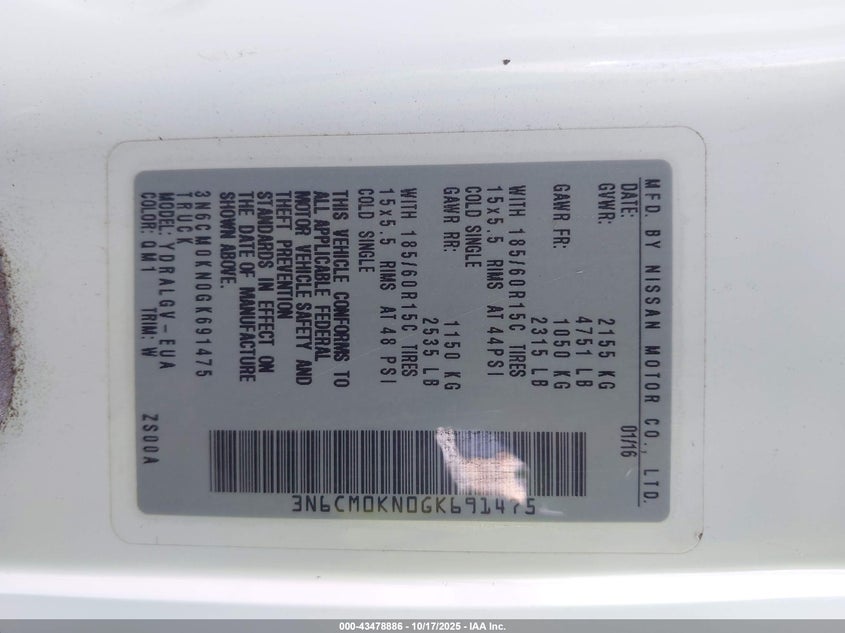 MFD. BY NISSAN MOTOR CO., LTD.
DATE: 01/16
GVWR: 2155 KG
4751 LB
GAWR FR: 1050 KG
2315 LB
WITH 185/60R15C TIRES
15x5.5 RIMS AT 44PSI
COLD SINGLE
GAWR RR: 1150 KG
2535 LB
WITH 185/60R15C TIRES
15x5.5 RIMS AT 48 PSI
COLD SINGLE
THIS VEHICLE CONFORMS TO
ALL APPLICABLE FEDERAL
MOTOR VEHICLE SAFETY AND
THEFT PREVENTION
STANDARDS IN EFFECT ON
THE DATE OF MANUFACTURE
SHOWN ABOVE.
3N6CM0KN0GK691475
TRUCK
MODEL: YDRALGV-EUA
COLOR: QM1 TRIM: W ZS00A
3N6CM0KN0GK691475
000-43478886 - 10/17/2025 - IAA Inc.